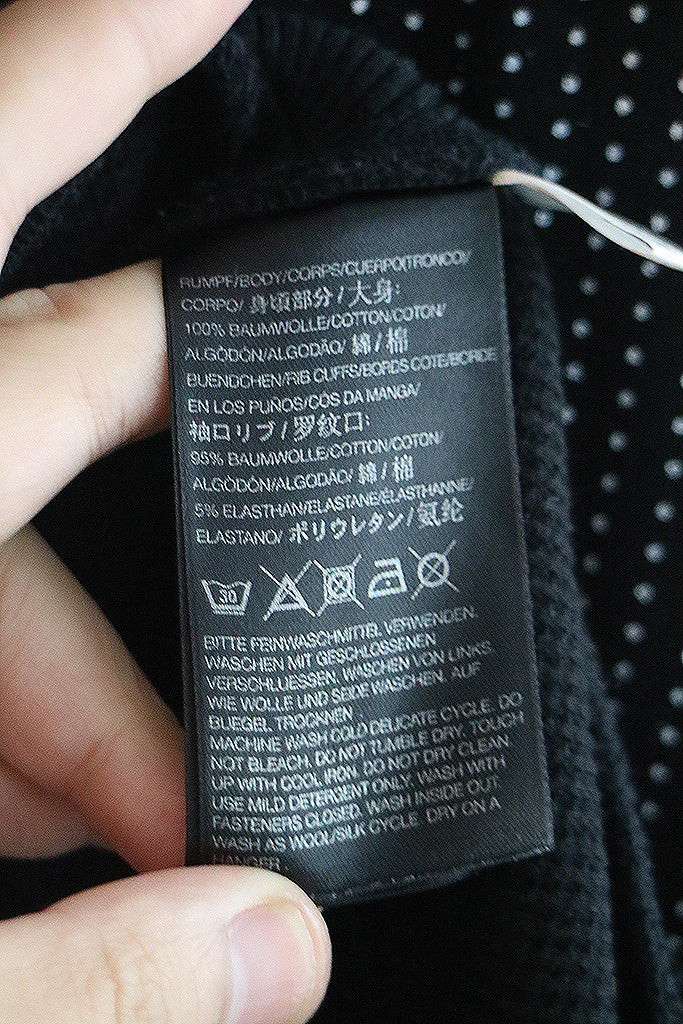 RUMPF/BODY/CORPS/CUERPO(TRONCO)/
CORPO/ 身頃部分/大身:
100% BAUMWOLLE/COTTON/COTON/
ALGODÓN/ALGODÃO/ 綿/棉
BUENDCHEN/RIB CUFFS/BORDS COTE/BORDE
EN LOS PUÑOS/CÓS DA MANGA/
袖口リブ/罗纹口:
95% BAUMWOLLE/COTTON/COTON/
ALGODÓN/ALGODÃO/ 綿/棉
5% ELASTHAN/ELASTANE/ÉLASTHANNE/
ELASTANO/ ポリウレタン/氨纶
30
BITTE FEINWASCHMITTEL VERWENDEN.
WASCHEN MIT GESCHLOSSENEN
VERSCHLUESSEN. WASCHEN VON LINKS.
WIE WOLLE UND SEIDE WASCHEN. AUF
BUEGEL TROCKNEN
MACHINE WASH COLD DELICATE CYCLE. DO
NOT BLEACH. DO NOT TUMBLE DRY. TOUCH
UP WITH COOL IRON. DO NOT DRY CLEAN
USE MILD DETERGENT ONLY. WASH WITH
FASTENERS CLOSED. WASH INSIDE OUT
WASH AS WOOL/SILK CYCLE. DRY ON A
HANGER